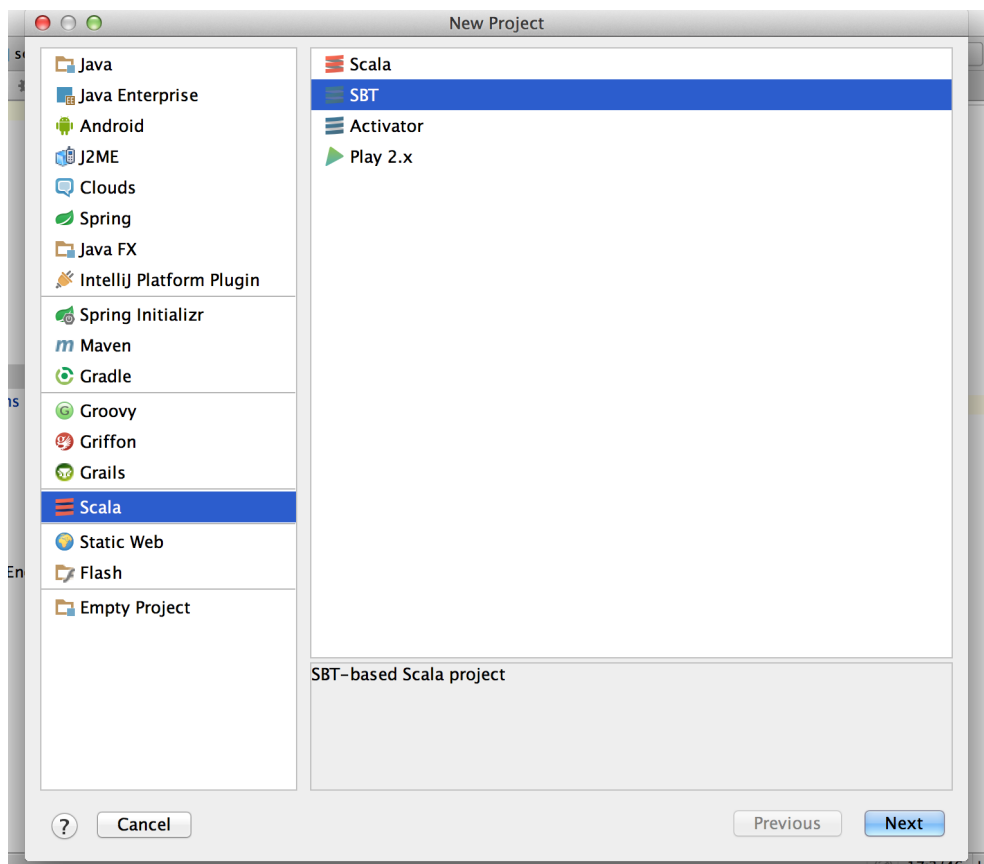 New Project
Java
Java Enterprise
Android
J2ME
Clouds
Spring
Java FX
IntelliJ Platform Plugin
Spring Initializr
Maven
Gradle
Groovy
Griffon
Grails
Scala
Static Web
Flash
Empty Project
Scala
SBT
Activator
Play 2.x
SBT-based Scala project
?
Cancel
Previous
Next